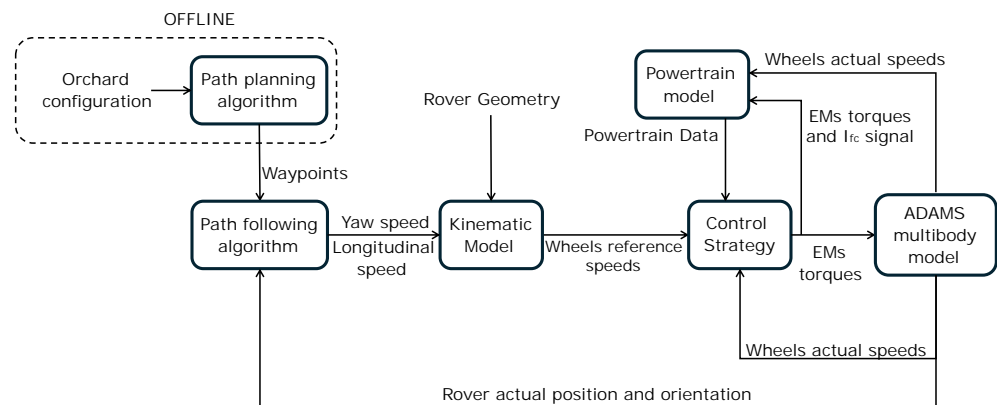 OFFLINE
Orchard
configuration
Path planning
algorithm
Waypoints
Path following
algorithm
Yaw speed
Longitudinal
speed
Rover Geometry
Kinematic
Model
Wheels reference
speeds
Powertrain
model
Powertrain Data
Control
Strategy
Wheels actual speeds
EMs torques
and Ifc signal
EMs
torques
ADAMS
multibody
model
Wheels actual speeds
Rover actual position and orientation